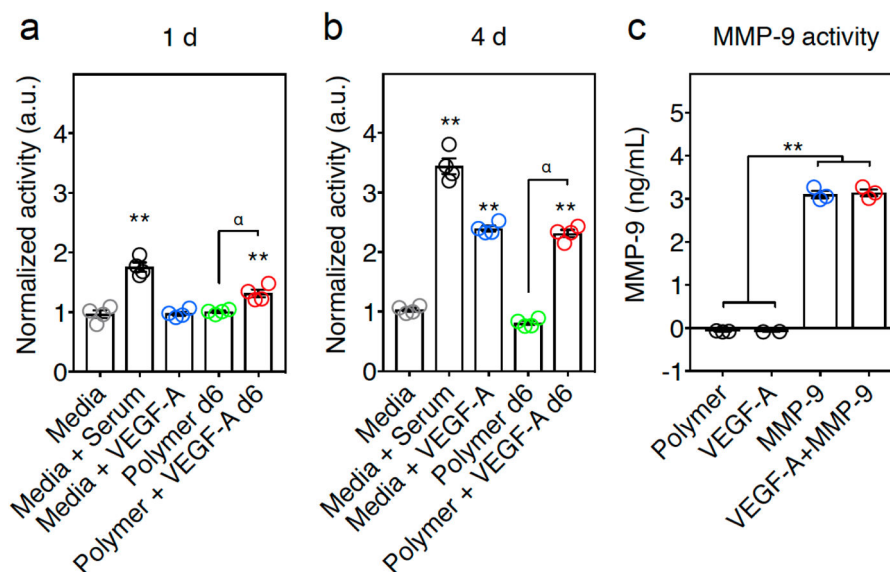 a
1 d
Normalized activity (a.u.)
4
3
2
1
0
**
α
**
Media
Media + Serum
Media + VEGF-A
Polymer d6
Polymer + VEGF-A d6
b
4 d
Normalized activity (a.u.)
4
3
2
1
0
**
**
α
**
Media
Media + Serum
Media + VEGF-A
Polymer d6
Polymer + VEGF-A d6
c
MMP-9 activity
MMP-9 (ng/mL)
5
4
3
2
1
0
-1
**
Polymer
VEGF-A
MMP-9
VEGF-A+MMP-9